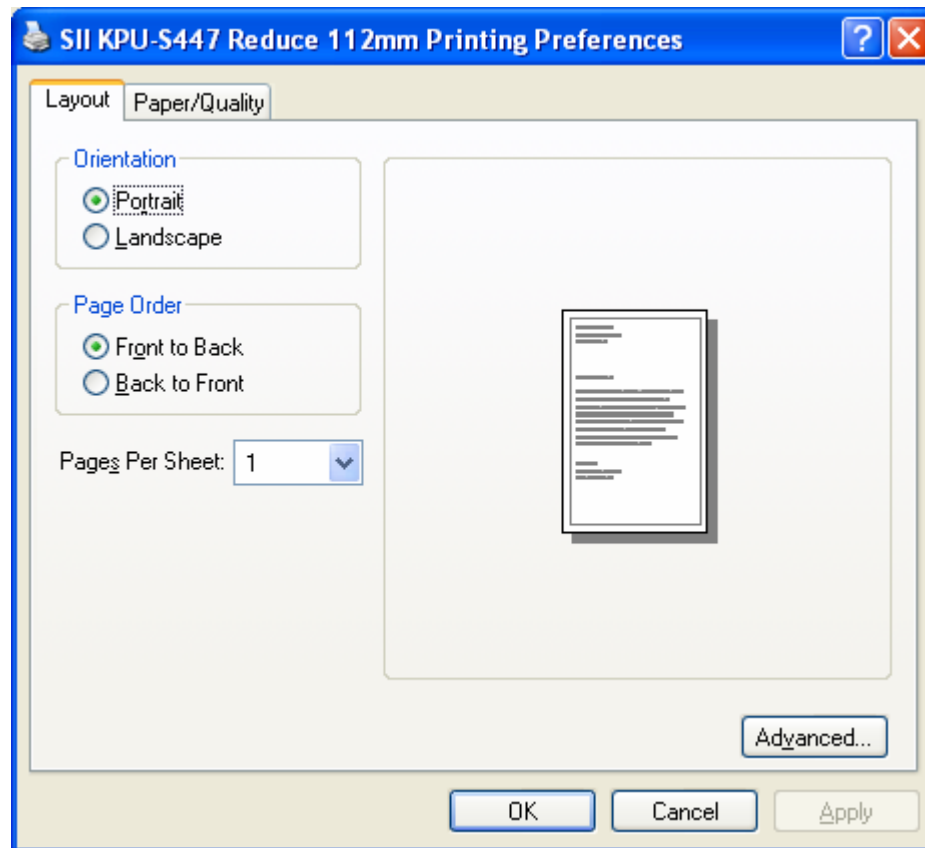 SII KPU-S447 Reduce 112mm Printing Preferences
Layout
Paper/Quality
Orientation
Portrait
Landscape
Page Order
Front to Back
Back to Front
Pages Per Sheet: 1
Advanced...
OK
Cancel
Apply